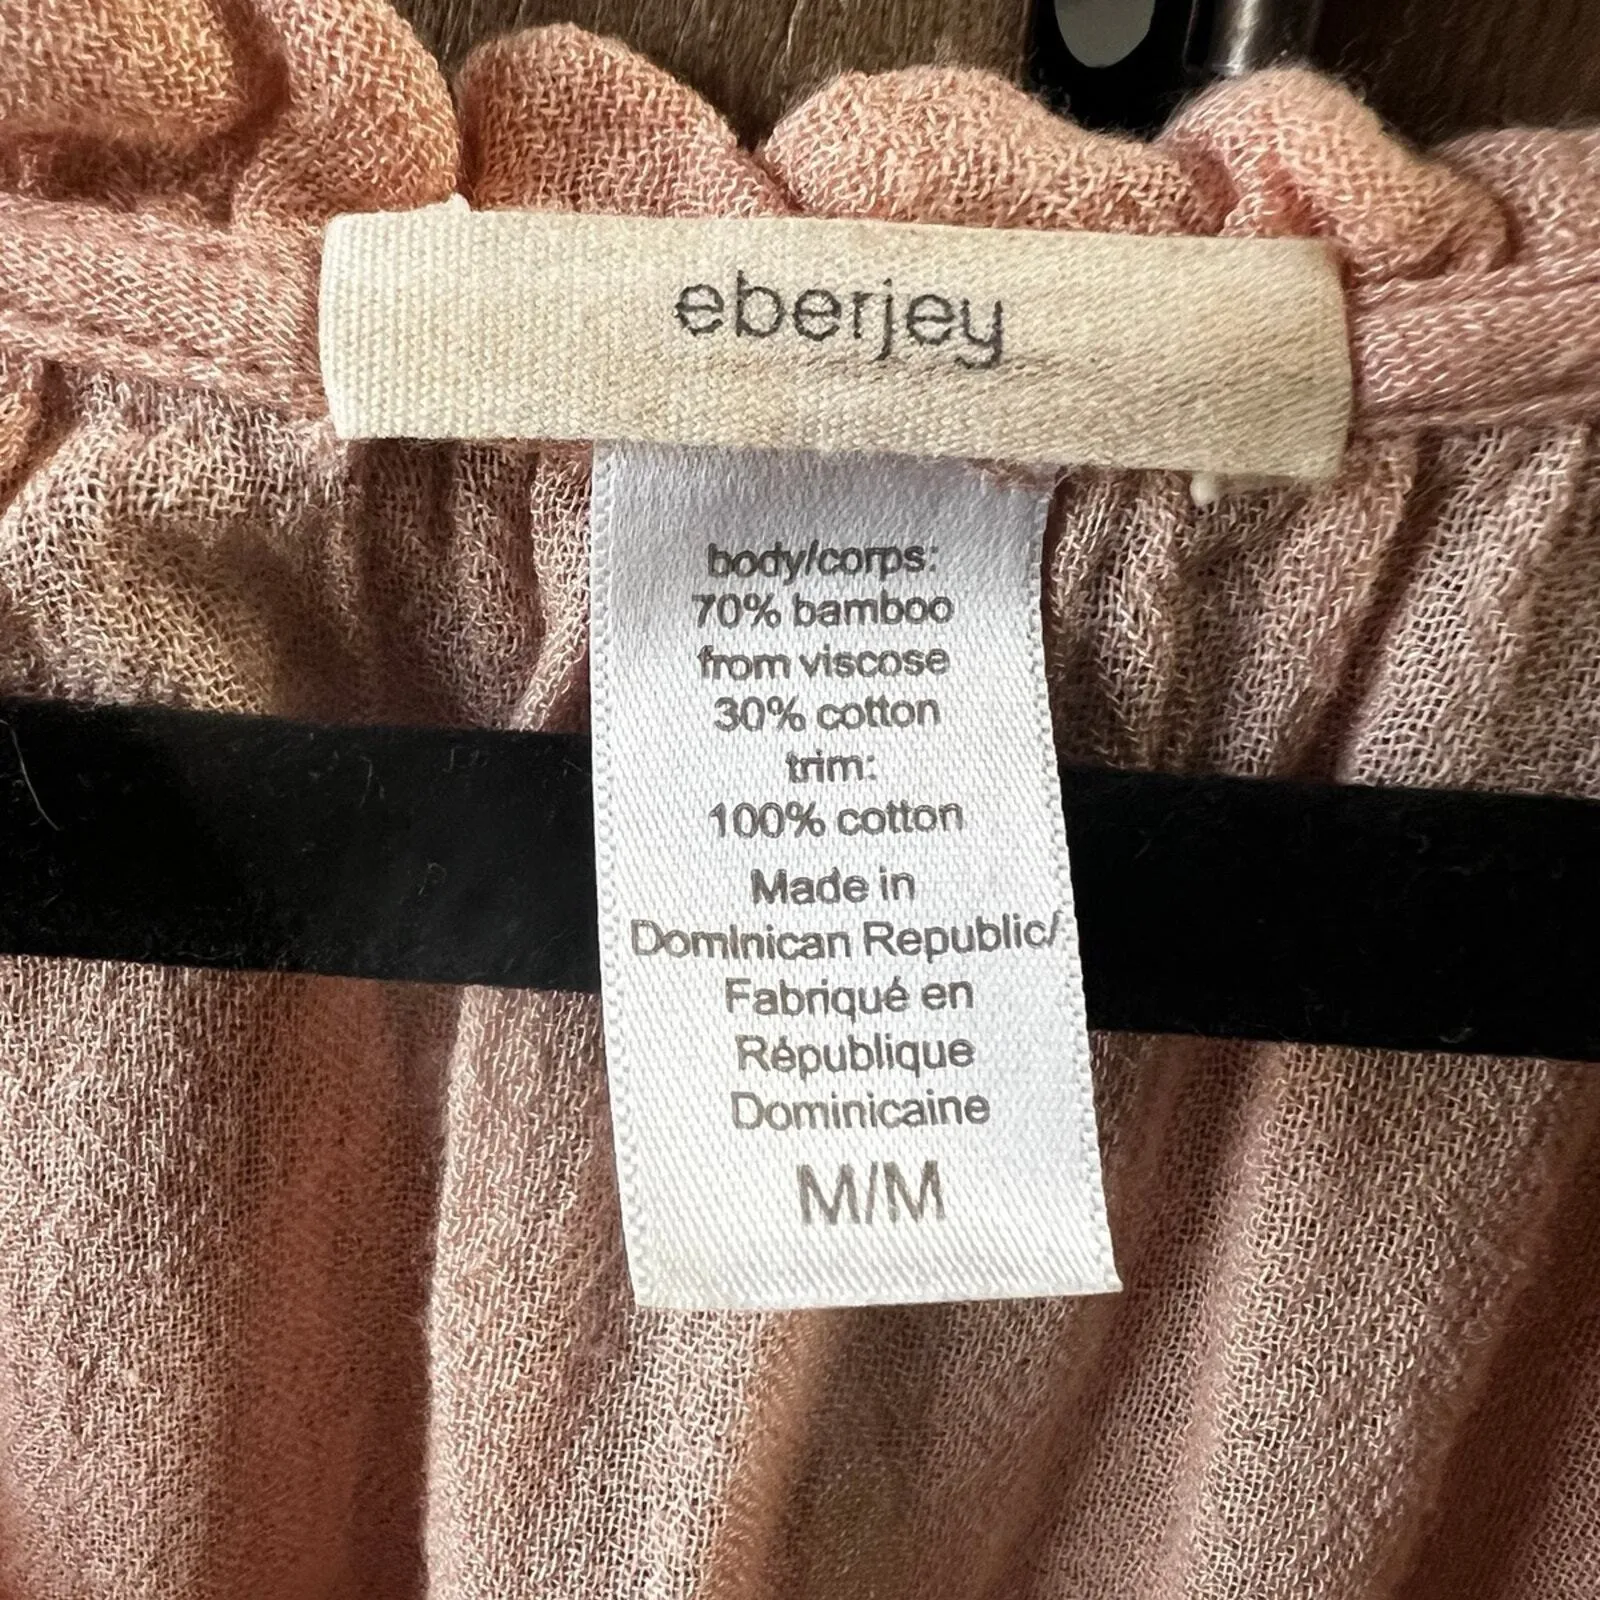 eberjey
body/corps:
70% bamboo
from viscose
30% cotton
trim:
100% cotton
Made in
Dominican Republic/
Fabriqué en
République
Dominicaine
M/M